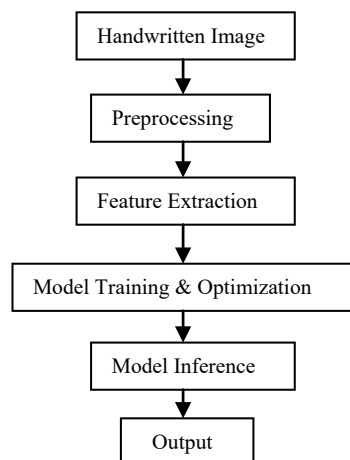 Handwritten Image
Preprocessing
Feature Extraction
Model Training & Optimization
Model Inference
Output